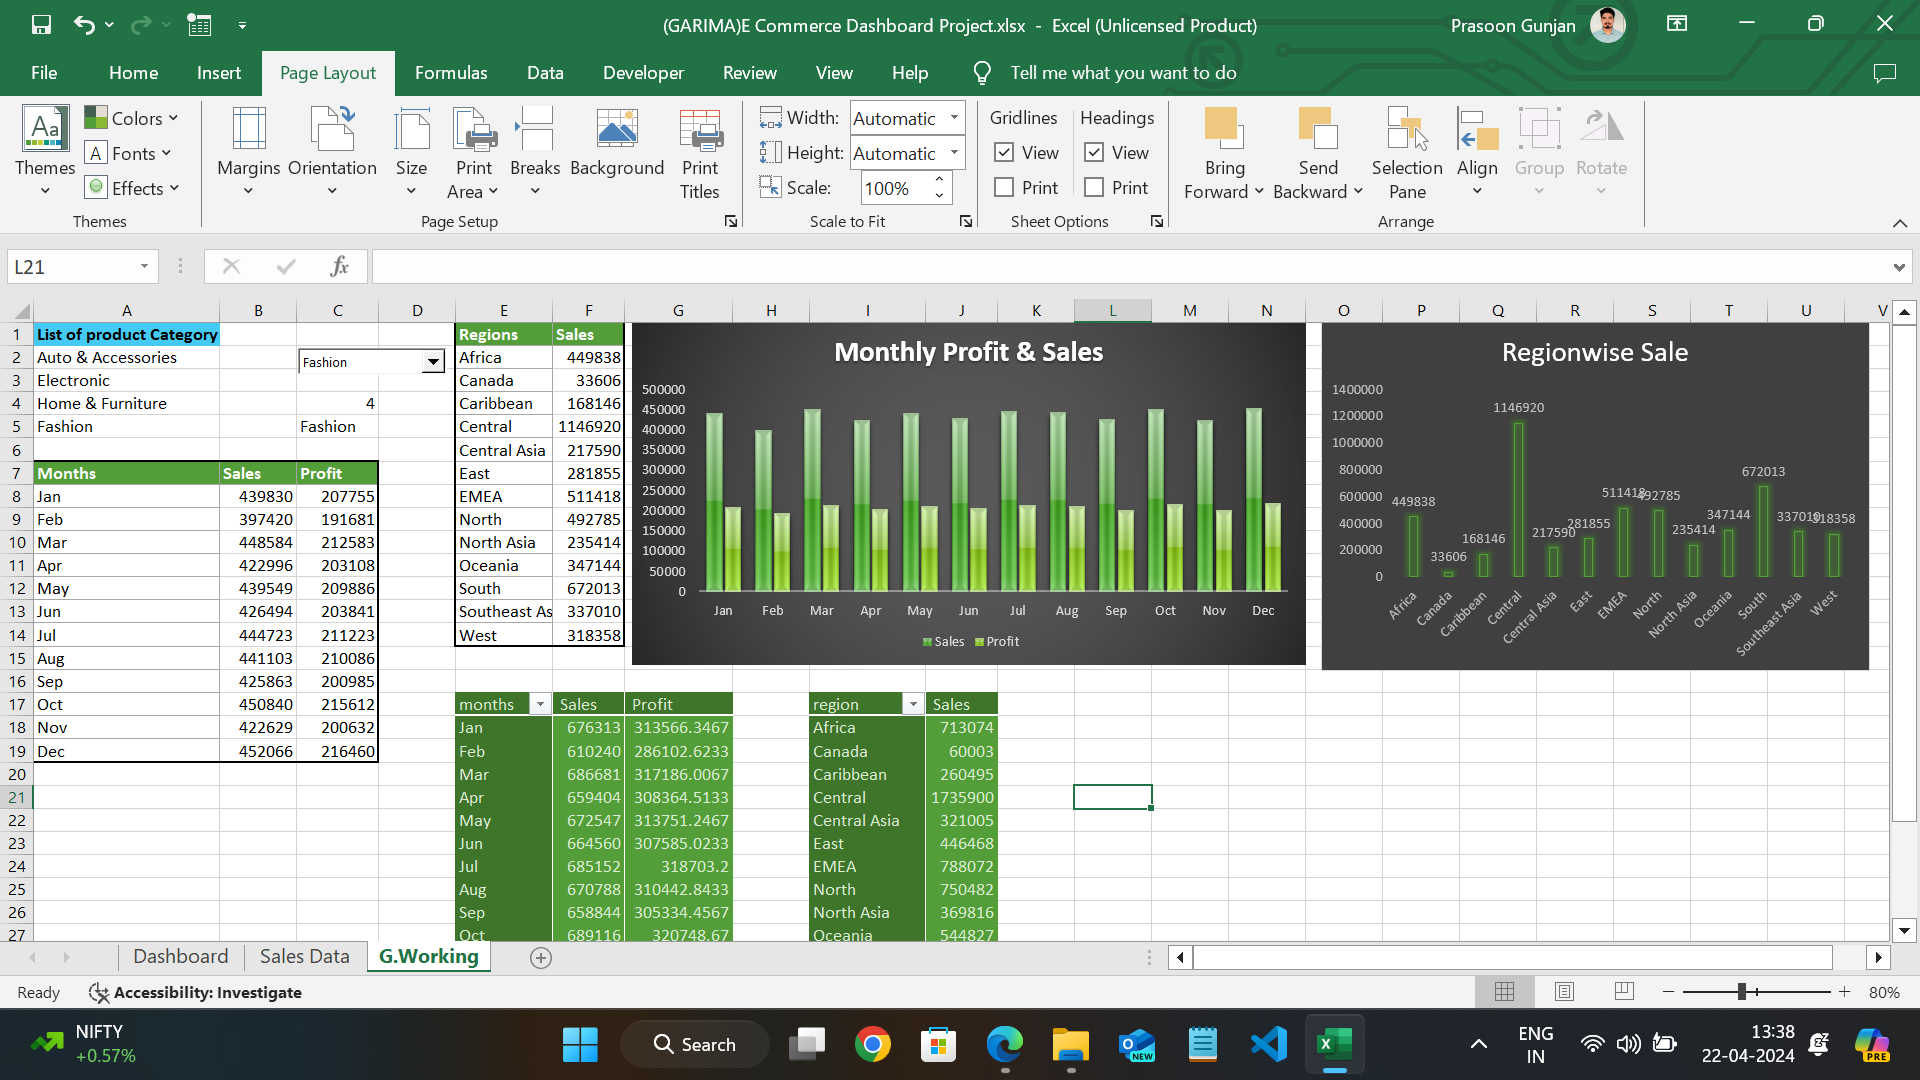 (GARIMA)E Commerce Dashboard Project.xlsx - Excel (Unlicensed Product)
Prasoon Gunjan
File Home Insert Page Layout Formulas Data Developer Review View Help Tell me what you want to do
Themes
Colors
Fonts
Effects
Themes
Margins Orientation Size Print Area Breaks Background Print Titles
Page Setup
Width: Automatic
Height: Automatic
Scale: 100%
Scale to Fit
Gridlines Headings
View View
Print Print
Sheet Options
Bring Forward Send Backward Selection Pane Align Group Rotate
Arrange
L21
fx
A B C D E F G H I J K L M N O P Q R S T U V
1 List of product Category Regions Sales
2 Auto & Accessories Fashion Africa 449838
3 Electronic Canada 33606
4 Home & Furniture 4 Caribbean 168146
5 Fashion Fashion Central 1146920
6 Central Asia 217590
7 Months Sales Profit East 281855
8 Jan 439830 207755 EMEA 511418
9 Feb 397420 191681 North 492785
10 Mar 448584 212583 North Asia 235414
11 Apr 422996 203108 Oceania 347144
12 May 439549 209886 South 672013
13 Jun 426494 203841 Southeast As 337010
14 Jul 444723 211223 West 318358
15 Aug 441103 210086
16 Sep 425863 200985
17 Oct 450840 215612 months Sales Profit region Sales
18 Nov 422629 200632 Jan 676313 313566.3467 Africa 713074
19 Dec 452066 216460 Feb 610240 286102.6233 Canada 60003
20 Mar 686681 317186.0067 Caribbean 260495
21 Apr 659404 308364.5133 Central 1735900
22 May 672547 313751.2467 Central Asia 321005
23 Jun 664560 307585.0233 East 446468
24 Jul 685152 318703.2 EMEA 788072
25 Aug 670788 310442.8433 North 750482
26 Sep 658844 305334.4567 North Asia 369816
27 Oct 689116 320748.67 Oceania 544827
Monthly Profit & Sales
500000
450000
400000
350000
300000
250000
200000
150000
100000
50000
0
Jan Feb Mar Apr May Jun Jul Aug Sep Oct Nov Dec
Sales Profit
Regionwise Sale
1400000
1200000
1000000
800000
600000
400000
200000
0
449838 33606 168146 1146920 217590 281855 511418 492785 235414 347144 672013 337010 318358
Africa Canada Caribbean Central Central Asia East EMEA North North Asia Oceania South Southeast Asia West
Dashboard Sales Data G.Working
Ready Accessibility: Investigate
80%
NIFTY
+0.57%
Search
NEW
ENG
IN
13:38
22-04-2024
PRE